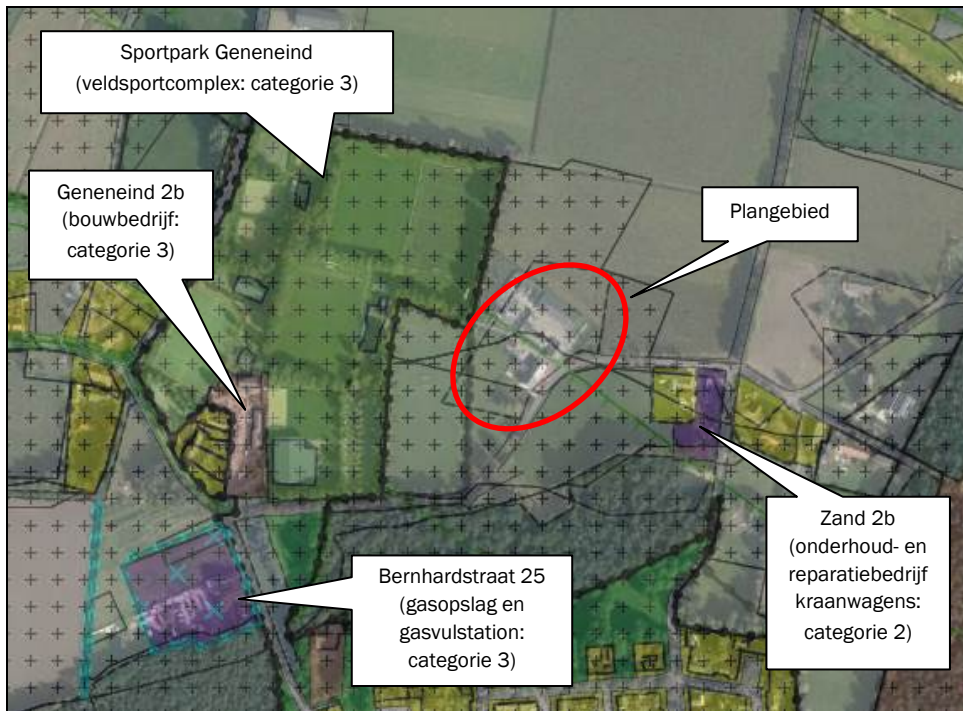 Sportpark Geneneind
(veldsportcomplex: categorie 3)
Geneneind 2b
(bouwbedrijf:
categorie 3)
Plangebied
Bernhardstraat 25
(gasopslag en
gasvulstation:
categorie 3)
Zand 2b
(onderhoud- en
reparatiebedrijf
kraanwagens:
categorie 2)